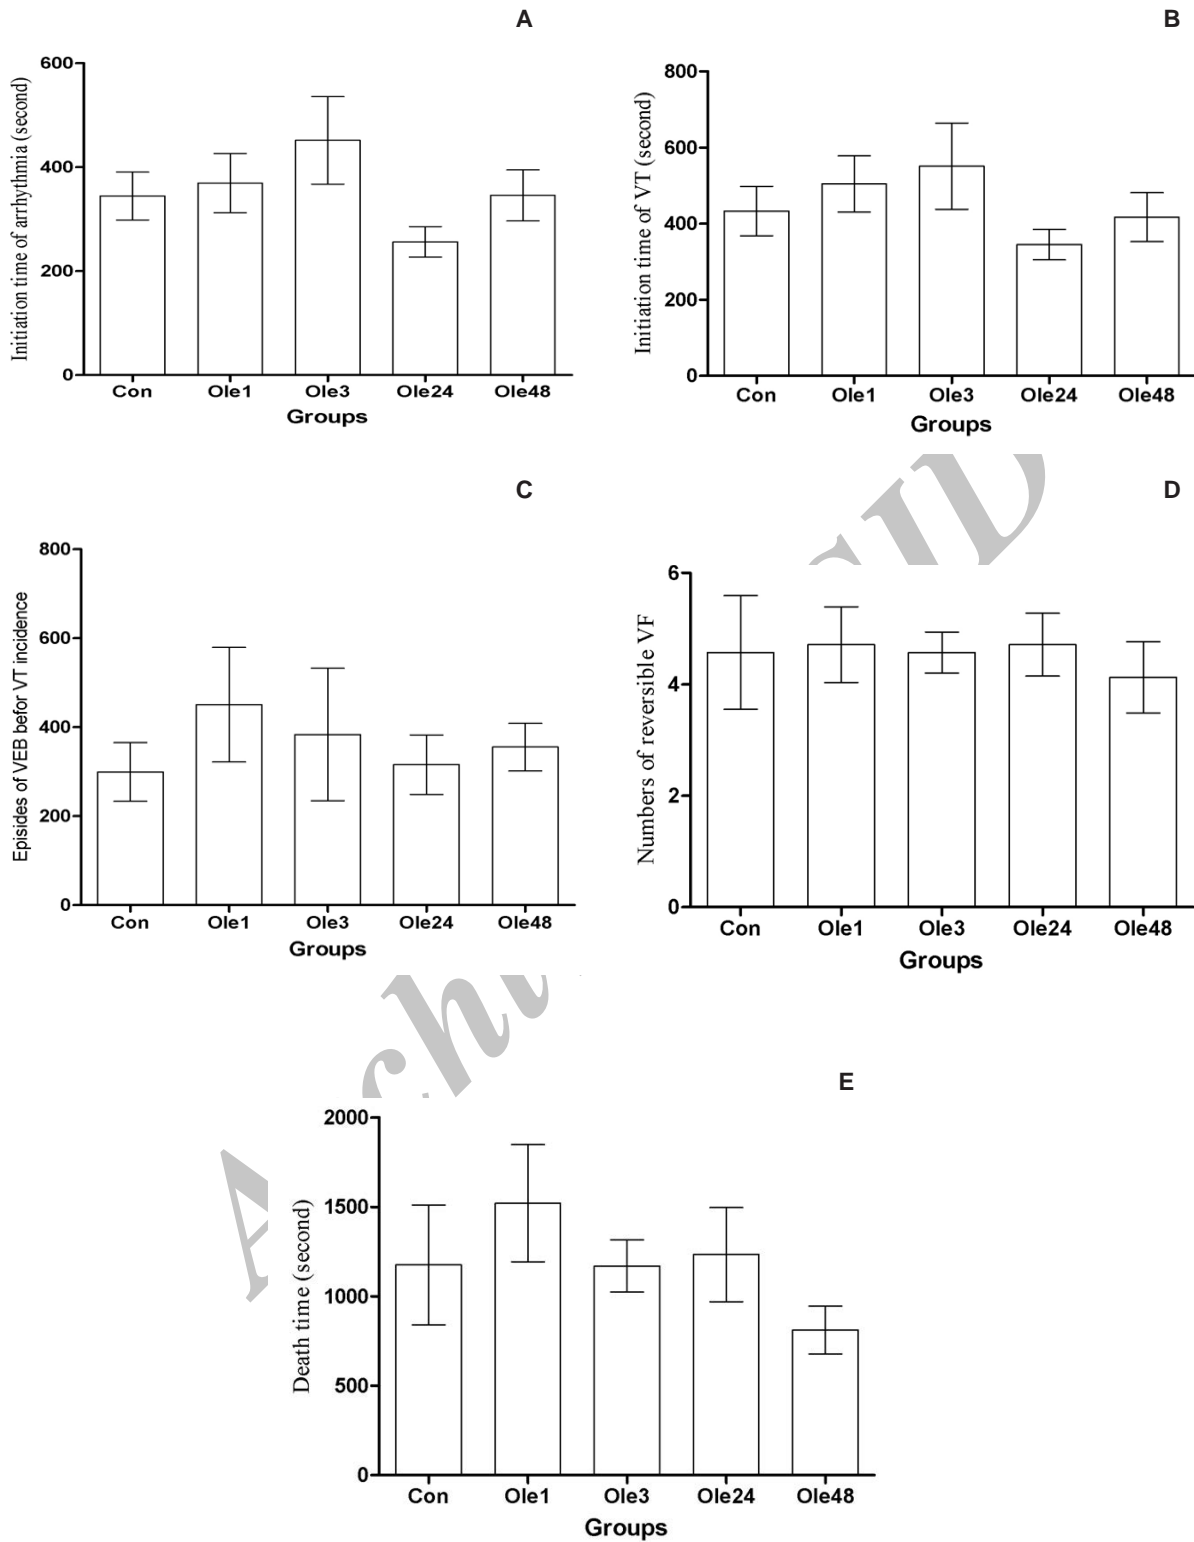 A
Initiation time of arrhythmia (second)
600
400
200
0
Con Ole1 Ole3 Ole24 Ole48
Groups
B
Initiation time of VT (second)
800
600
400
200
0
Con Ole1 Ole3 Ole24 Ole48
Groups
C
Episides of VEB befor VT incidence
800
600
400
200
0
Con Ole1 Ole3 Ole24 Ole48
Groups
D
Numbers of reversible VF
6
4
2
0
Con Ole1 Ole3 Ole24 Ole48
Groups
E
Death time (second)
2000
1500
1000
500
0
Con Ole1 Ole3 Ole24 Ole48
Groups